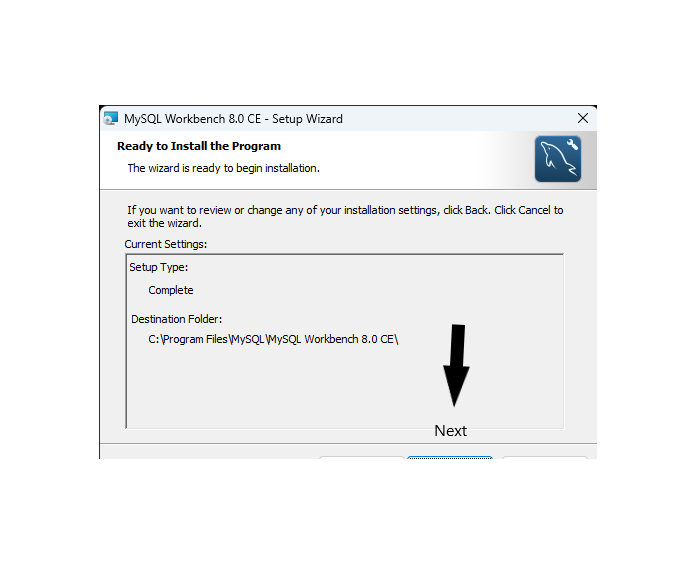 MySQL Workbench 8.0 CE - Setup Wizard
Ready to Install the Program
The wizard is ready to begin installation.
If you want to review or change any of your installation settings, click Back. Click Cancel to
exit the wizard.
Current Settings:
Setup Type:
Complete
Destination Folder:
C:\Program Files\MySQL\MySQL Workbench 8.0 CE\
Next